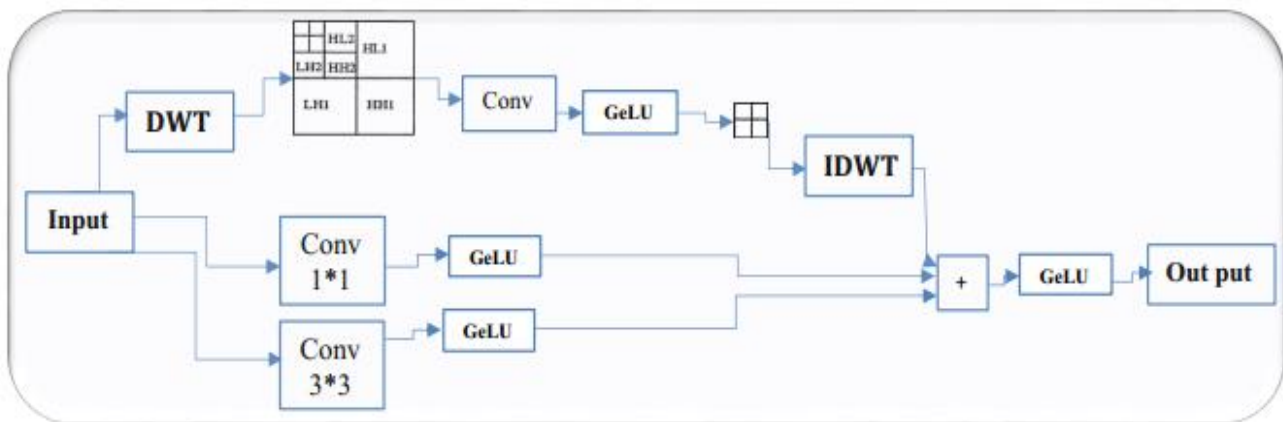 HL2
HL1
LH2 HH2
LH1 HH1
DWT
Conv
GeLU
IDWT
Input
Conv
1*1
GeLU
Conv
3*3
GeLU
+
GeLU
Out put